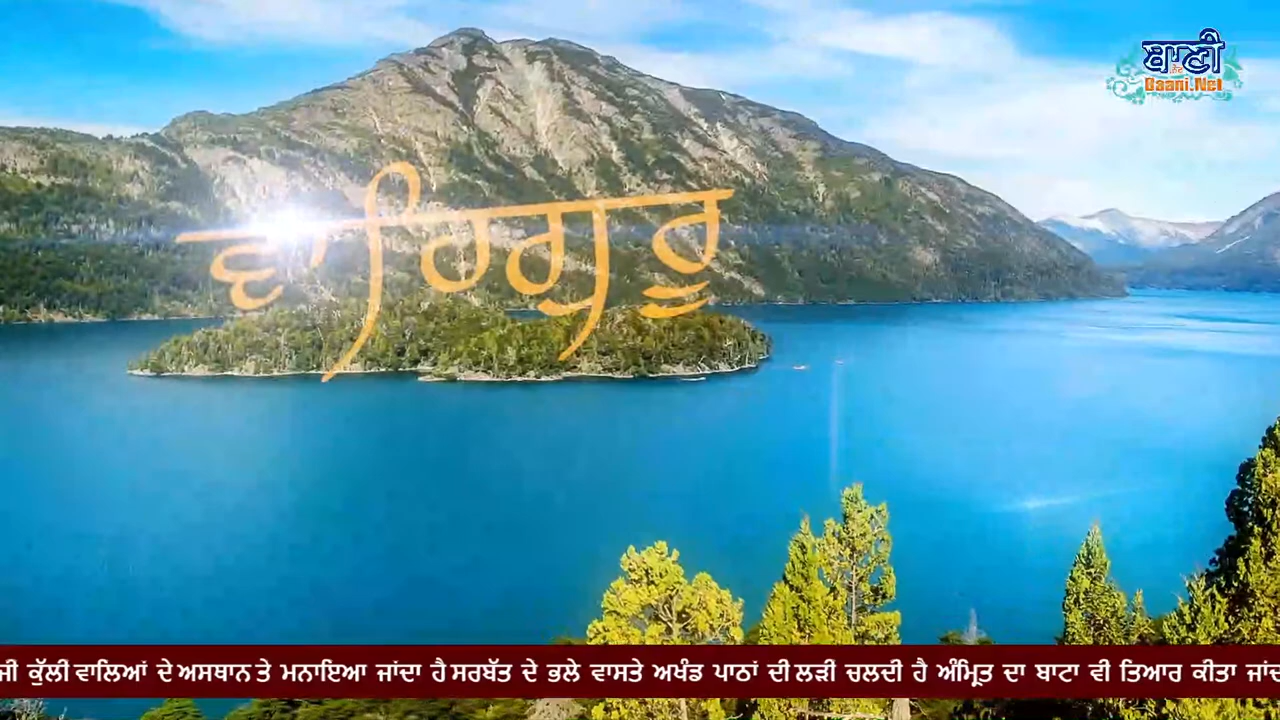 ਬਾਣੀ
Baani.Net
ਵਾਹਿਗੁਰੂ
ਜੀ ਕੁੱਲੀ ਵਾਲਿਆਂ ਦੇ ਅਸਥਾਨ ਤੇ ਮਨਾਇਆ ਜਾਂਦਾ ਹੈ ਸਰਬੱਤ ਦੇ ਭਲੇ ਵਾਸਤੇ ਅਖੰਡ ਪਾਠਾਂ ਦੀ ਲੜੀ ਚਲਦੀ ਹੈ ਅੰਮ੍ਰਿਤ ਦਾ ਬਾਟਾ ਵੀ ਤਿਆਰ ਕੀਤਾ ਜਾਂਦ